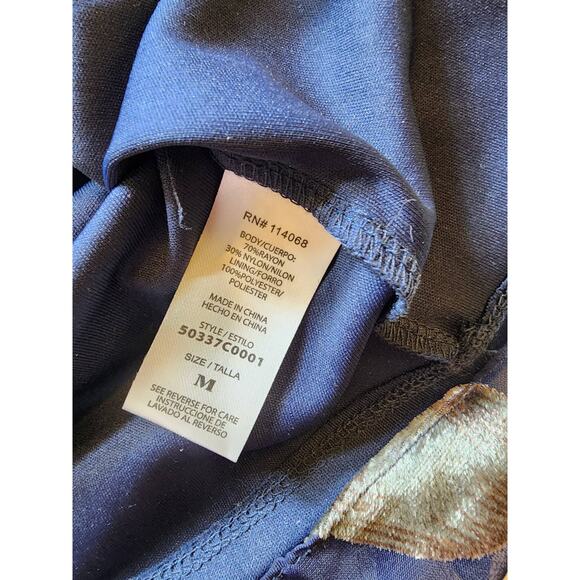 RN# 114068
BODY/CUERPO:
70%RAYON
30% NYLON/NILON
LINING/FORRO
100%POLYESTER/
POLIESTER
MADE IN CHINA
HECHO EN CHINA
STYLE / ESTILO
50337C0001
SIZE / TALLA
M
SEE REVERSE FOR CARE
INSTRUCCIONE DE
LAVADO AL REVERSO